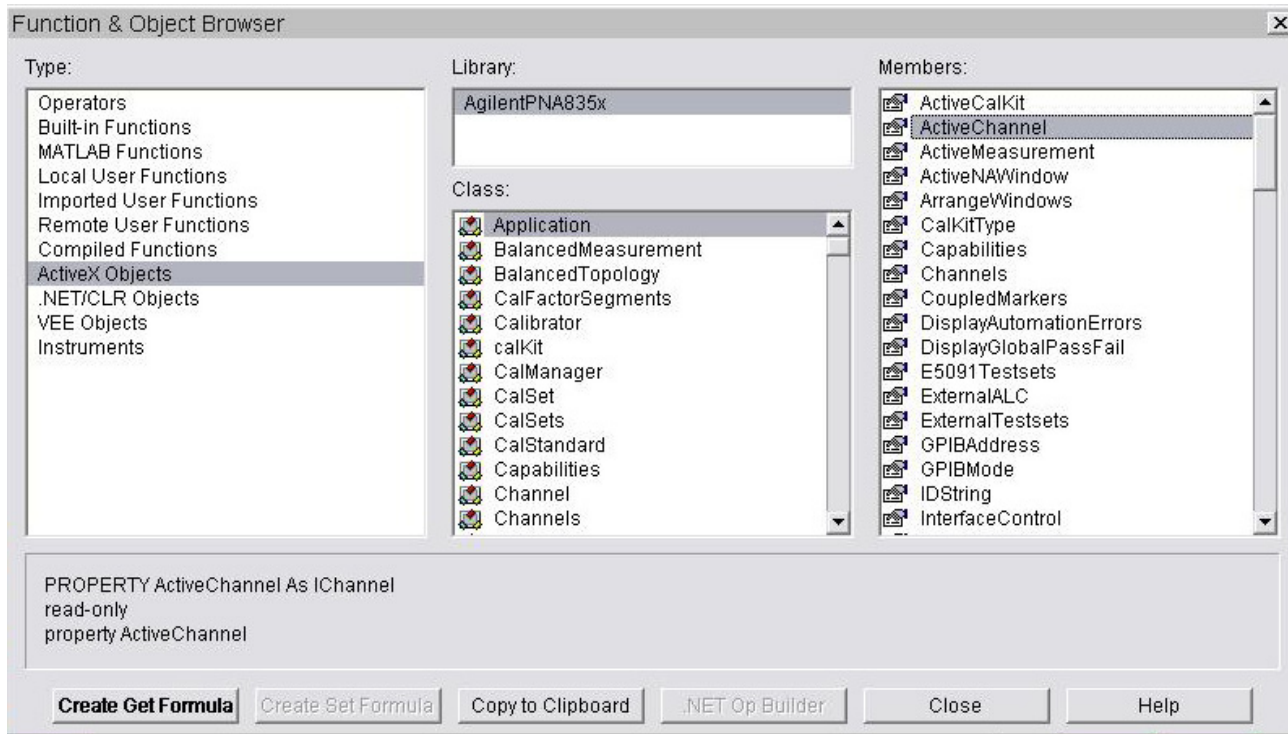 Function & Object Browser
Type:
Operators
Built-in Functions
MATLAB Functions
Local User Functions
Imported User Functions
Remote User Functions
Compiled Functions
ActiveX Objects
.NET/CLR Objects
VEE Objects
Instruments
Library:
AgilentPNA835x
Class:
Application
BalancedMeasurement
BalancedTopology
CalFactorSegments
Calibrator
calKit
CalManager
CalSet
CalSets
CalStandard
Capabilities
Channel
Channels
Members:
ActiveCalKit
ActiveChannel
ActiveMeasurement
ActiveNAWindow
ArrangeWindows
CalKitType
Capabilities
Channels
CoupledMarkers
DisplayAutomationErrors
DisplayGlobalPassFail
E5091Testsets
ExternalALC
ExternalTestsets
GPIBAddress
GPIBMode
IDString
InterfaceControl
PROPERTY ActiveChannel As IChannel
read-only
property ActiveChannel
Create Get Formula
Create Set Formula
Copy to Clipboard
.NET Op Builder
Close
Help